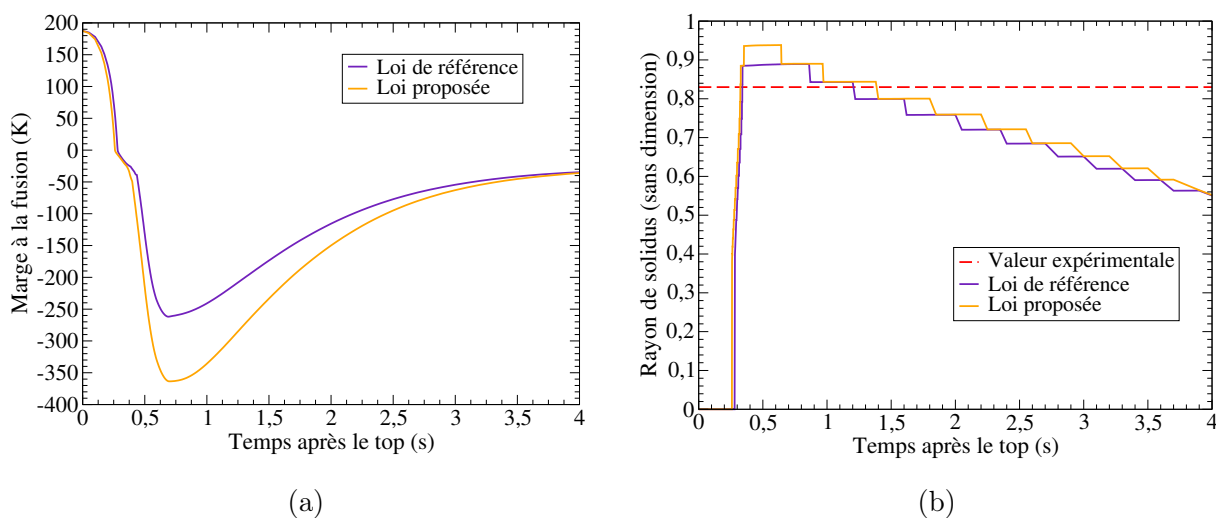 200
150
100
50
0
-50
-100
-150
-200
-250
-300
-350
-400
Marge à la fusion (K)
Loi de référence
Loi proposée
0 0,5 1 1,5 2 2,5 3 3,5 4
Temps après le top (s)
(a)
1
0,9
0,8
0,7
0,6
0,5
0,4
0,3
0,2
0,1
0
Rayon de solidus (sans dimension)
Valeur expérimentale
Loi de référence
Loi proposée
0 0,5 1 1,5 2 2,5 3 3,5 4
Temps après le top (s)
(b)